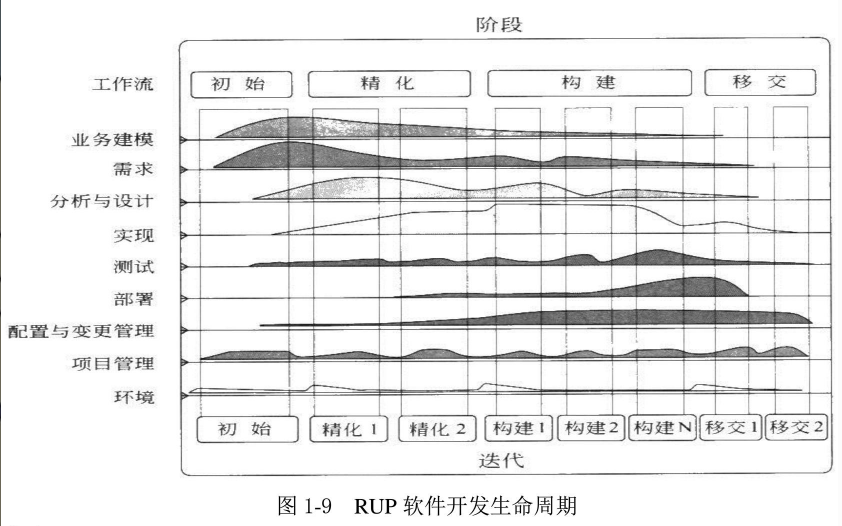 阶段
工作流 初始 精化 构建 移交
业务建模
需求
分析与设计
实现
测试
部署
配置与变更管理
项目管理
环境
初始 精化 1 精化 2 构建 1 构建 2 构建 N 移交 1 移交 2
迭代
图 1-9 RUP 软件开发生命周期